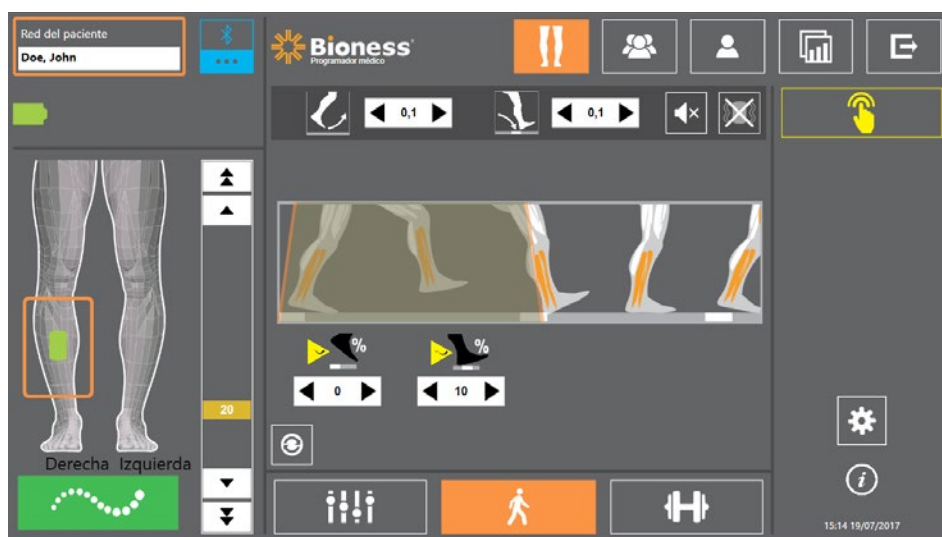 Red del paciente
Doe, John
Bioness
Programador médico
0,1
0,1
%
%
0
10
20
Derecha Izquierda
i
15:14 19/07/2017